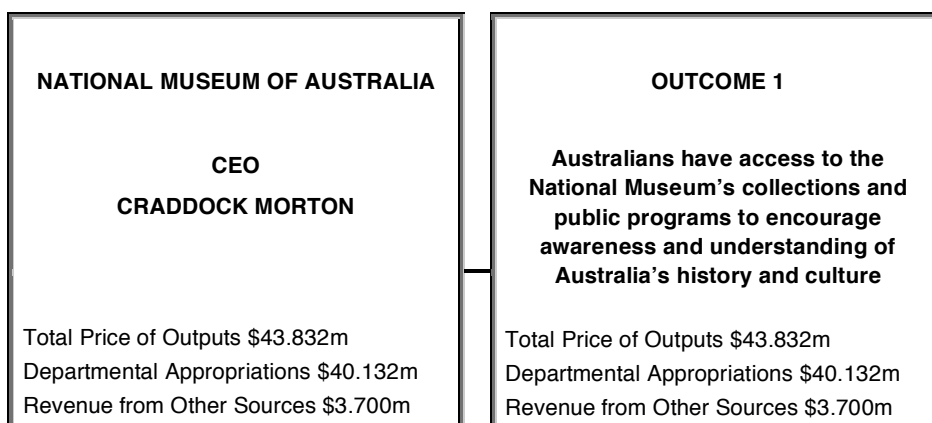 NATIONAL MUSEUM OF AUSTRALIA
CEO
CRADDOCK MORTON
Total Price of Outputs $43.832m
Departmental Appropriations $40.132m
Revenue from Other Sources $3.700m
OUTCOME 1
Australians have access to the
National Museum’s collections and
public programs to encourage
awareness and understanding of
Australia’s history and culture
Total Price of Outputs $43.832m
Departmental Appropriations $40.132m
Revenue from Other Sources $3.700m